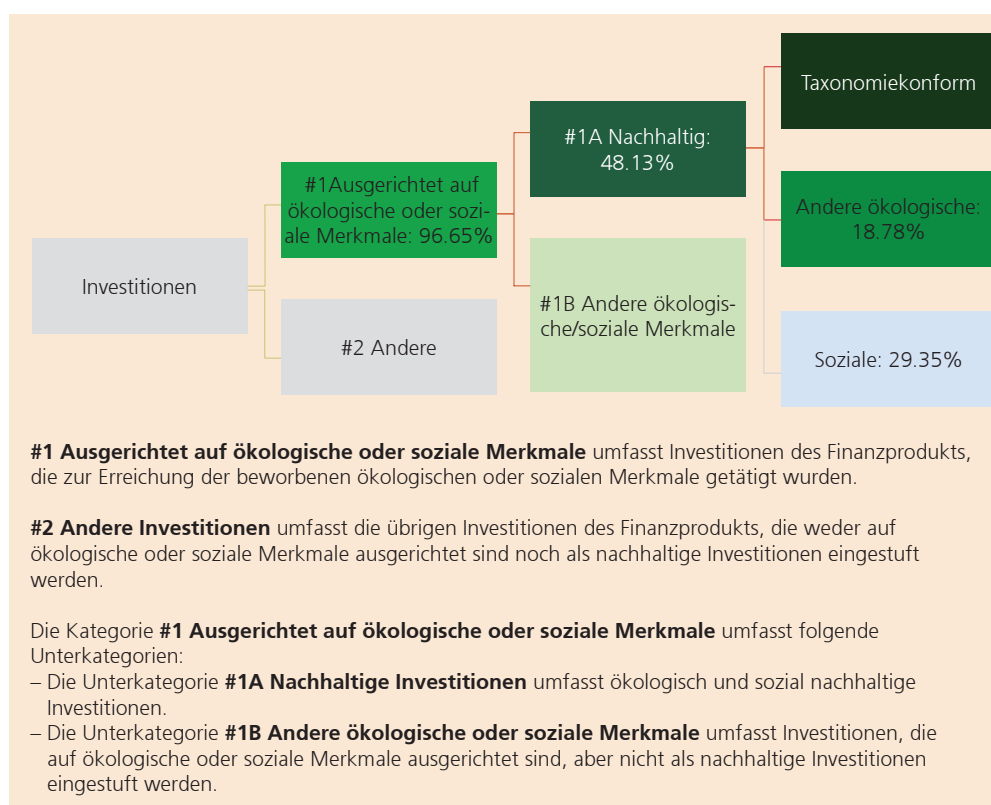 Investitionen
#1Ausgerichtet auf
ökologische oder sozi-
ale Merkmale: 96.65%
#2 Andere
#1A Nachhaltig:
48.13%
#1B Andere ökologis-
che/soziale Merkmale
Taxonomiekonform
Andere ökologische:
18.78%
Soziale: 29.35%
#1 Ausgerichtet auf ökologische oder soziale Merkmale umfasst Investitionen des Finanzprodukts,
die zur Erreichung der beworbenen ökologischen oder sozialen Merkmale getätigt wurden.
#2 Andere Investitionen umfasst die übrigen Investitionen des Finanzprodukts, die weder auf
ökologische oder soziale Merkmale ausgerichtet sind noch als nachhaltige Investitionen eingestuft
werden.
Die Kategorie #1 Ausgerichtet auf ökologische oder soziale Merkmale umfasst folgende
Unterkategorien:
– Die Unterkategorie #1A Nachhaltige Investitionen umfasst ökologisch und sozial nachhaltige
Investitionen.
– Die Unterkategorie #1B Andere ökologische oder soziale Merkmale umfasst Investitionen, die
auf ökologische oder soziale Merkmale ausgerichtet sind, aber nicht als nachhaltige Investitionen
eingestuft werden.